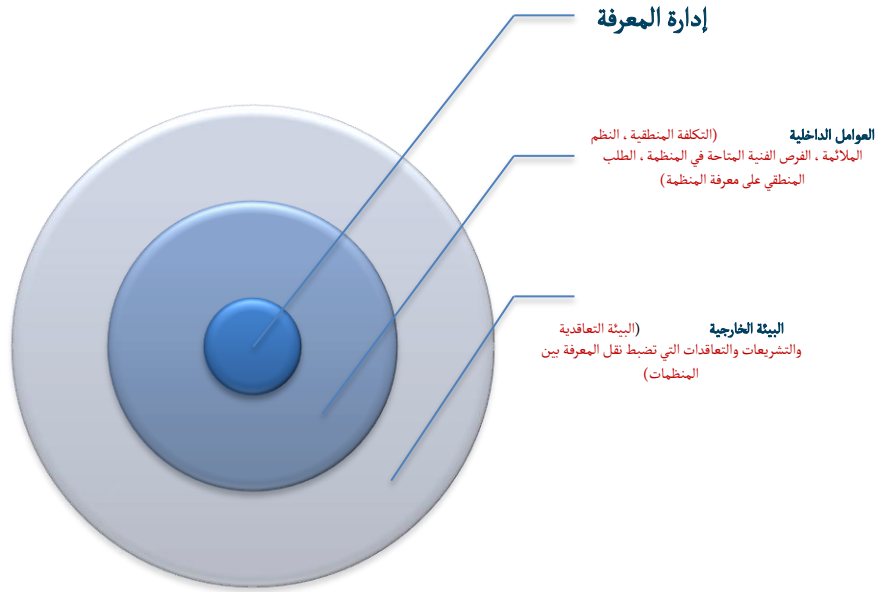 إدارة المعرفة
العوامل الداخلية (التكلفة المنطقية ، النظم
الملائمة ، الفرص الفنية المتاحة في المنظمة ، الطلب
المنطقي على معرفة المنظمة)
البيئة الخارجية (البيئة التعاقدية
والتشريعات والتعاقدات التي تضبط نقل المعرفة بين
المنظمات)